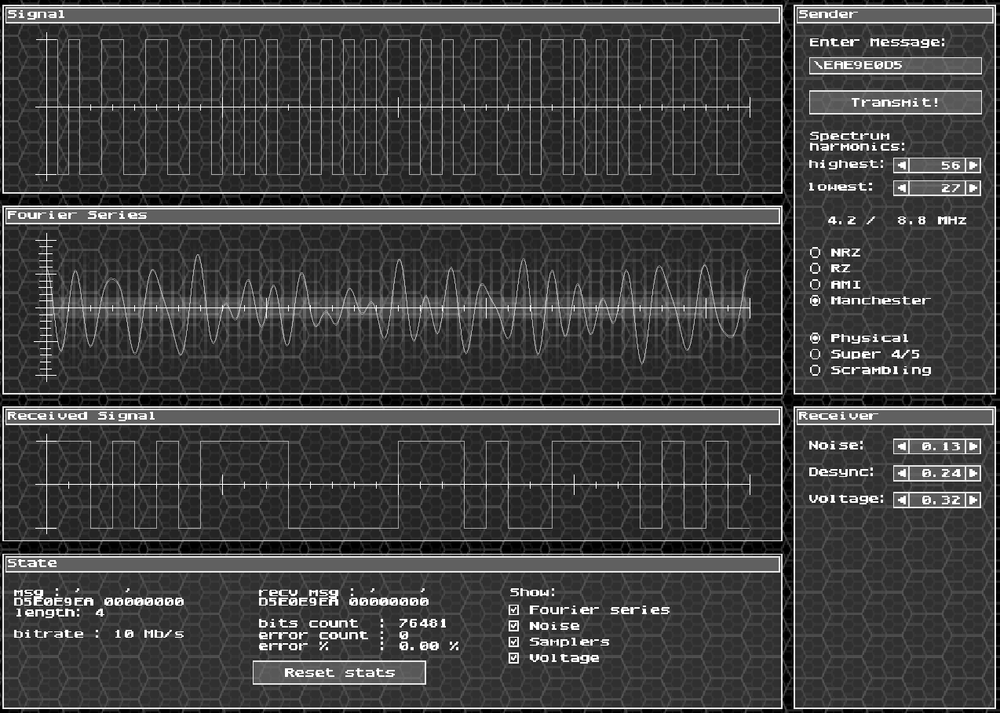 Signal
Fourier Series
Received Signal
State
msg : ' '
D5E0E9EA 00000000
length: 4
bitrate : 10 Mb/s
recv msg : ' '
D5E0E9EA 00000000
bits count : 76481
error count : 0
error % : 0.00 %
Reset stats
Show:
Fourier series
Noise
Samplers
Voltage
Sender
Enter Message:
\EAE9E0D5
Transmit!
Spectrum
harmonics:
highest: 56
lowest: 27
4.2 / 8.8 MHz
NRZ
RZ
AMI
Manchester
Physical
Super 4/5
Scrambling
Receiver
Noise: 0.13
Desync: 0.24
Voltage: 0.32